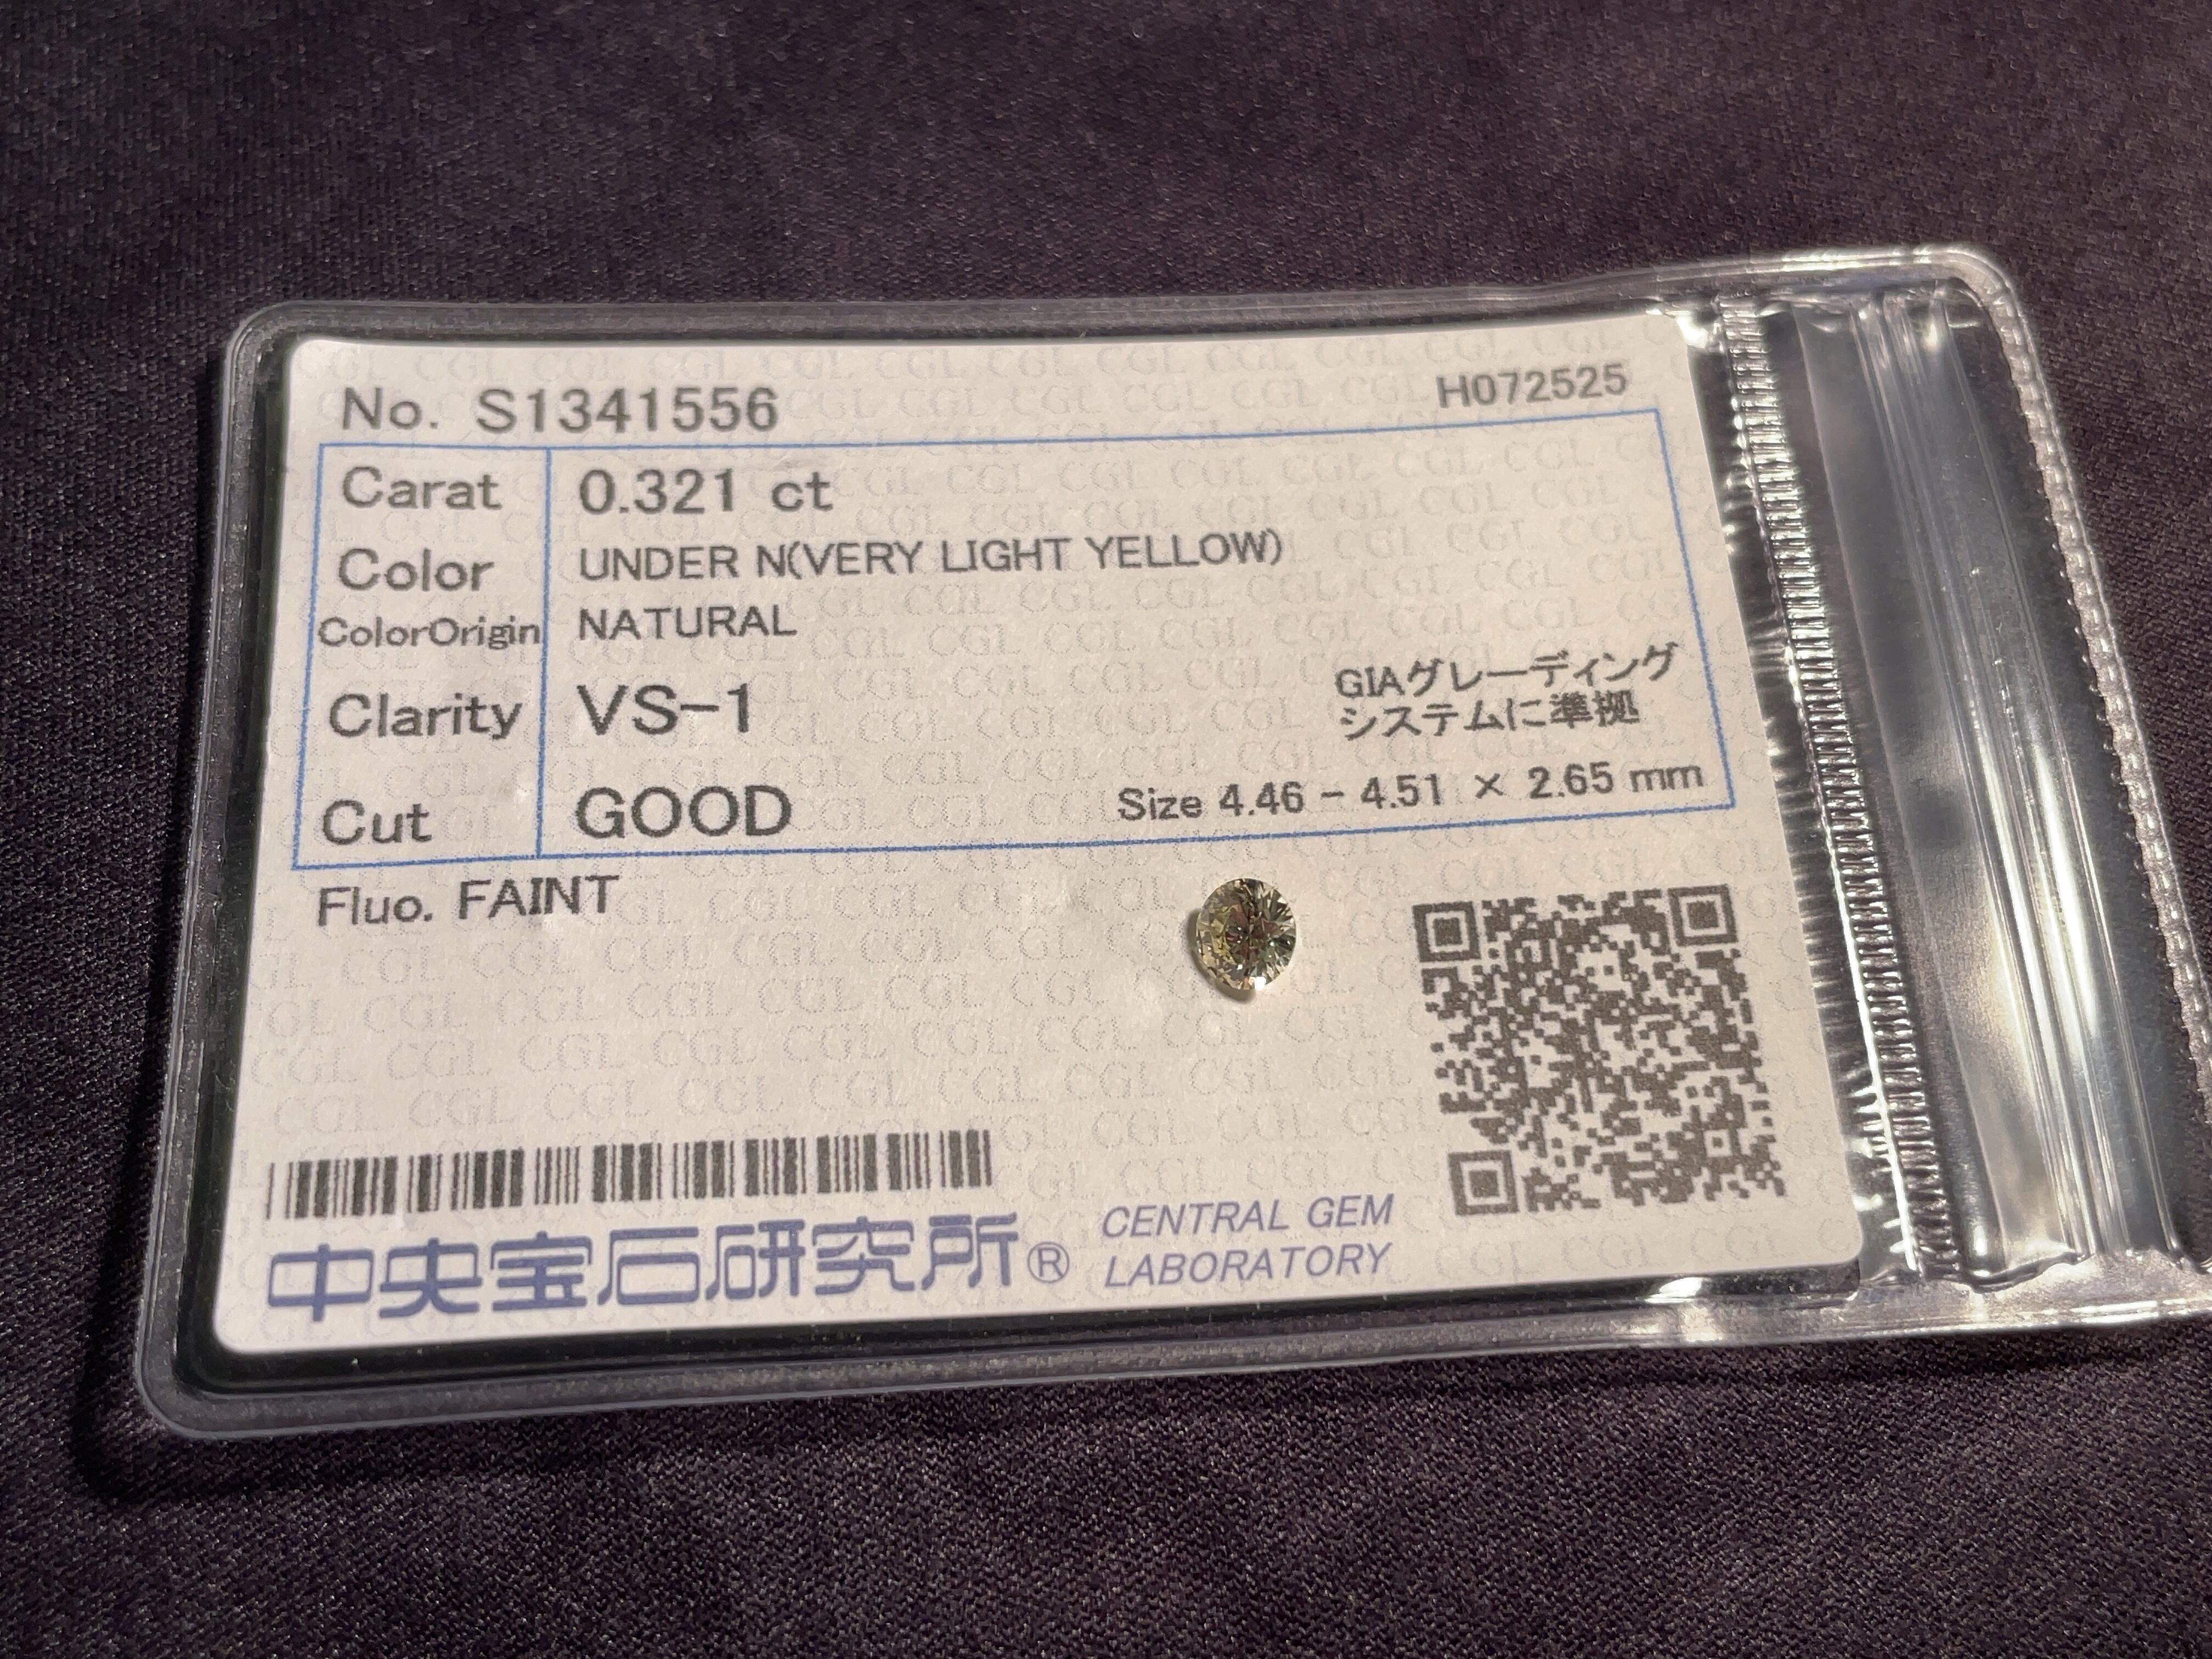 No. S1341556
H072525
Carat 0.321 ct
Color UNDER N(VERY LIGHT YELLOW)
ColorOrigin NATURAL
Clarity VS-1
GIAグレーディング
システムに準拠
Cut GOOD
Size 4.46 - 4.51 × 2.65 mm
Fluo. FAINT
中央宝石研究所®
CENTRAL GEM
LABORATORY